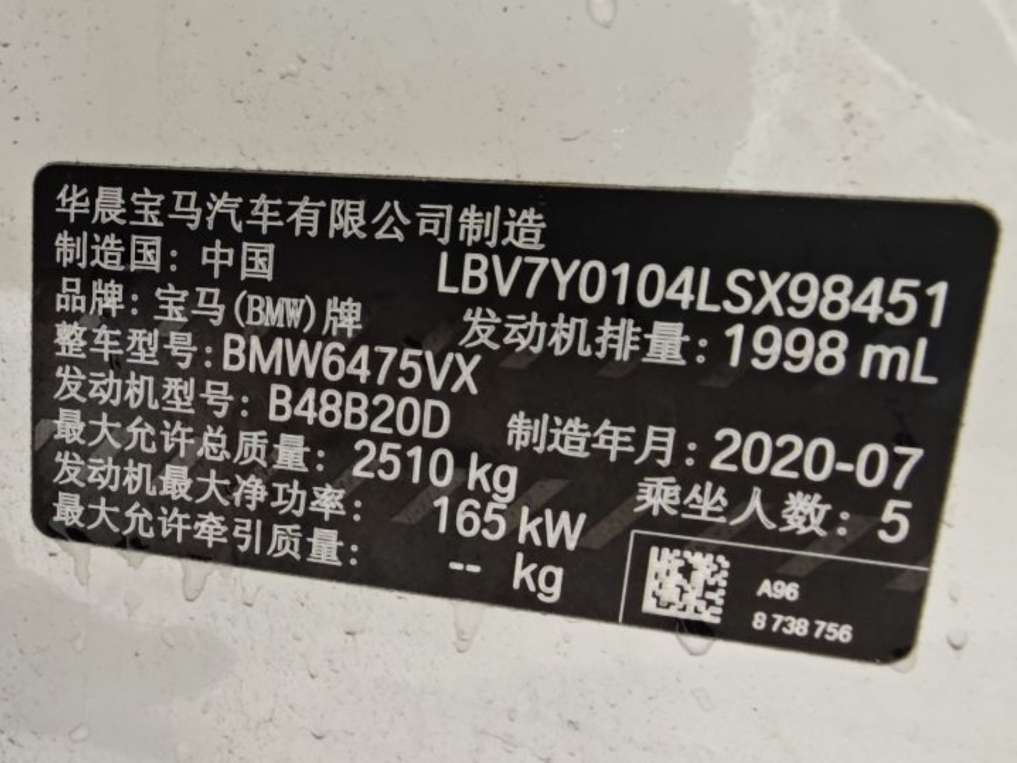 华晨宝马汽车有限公司制造
制造国：中国 LBV7Y0104LSX98451
品牌：宝马(BMW)牌 发动机排量：1998 mL
整车型号：BMW6475VX
发动机型号：B48B20D 制造年月：2020-07
最大允许总质量：2510 kg 乘坐人数：5
发动机最大净功率：165 kW
最大允许牵引质量：-- kg
A96
8 738 756